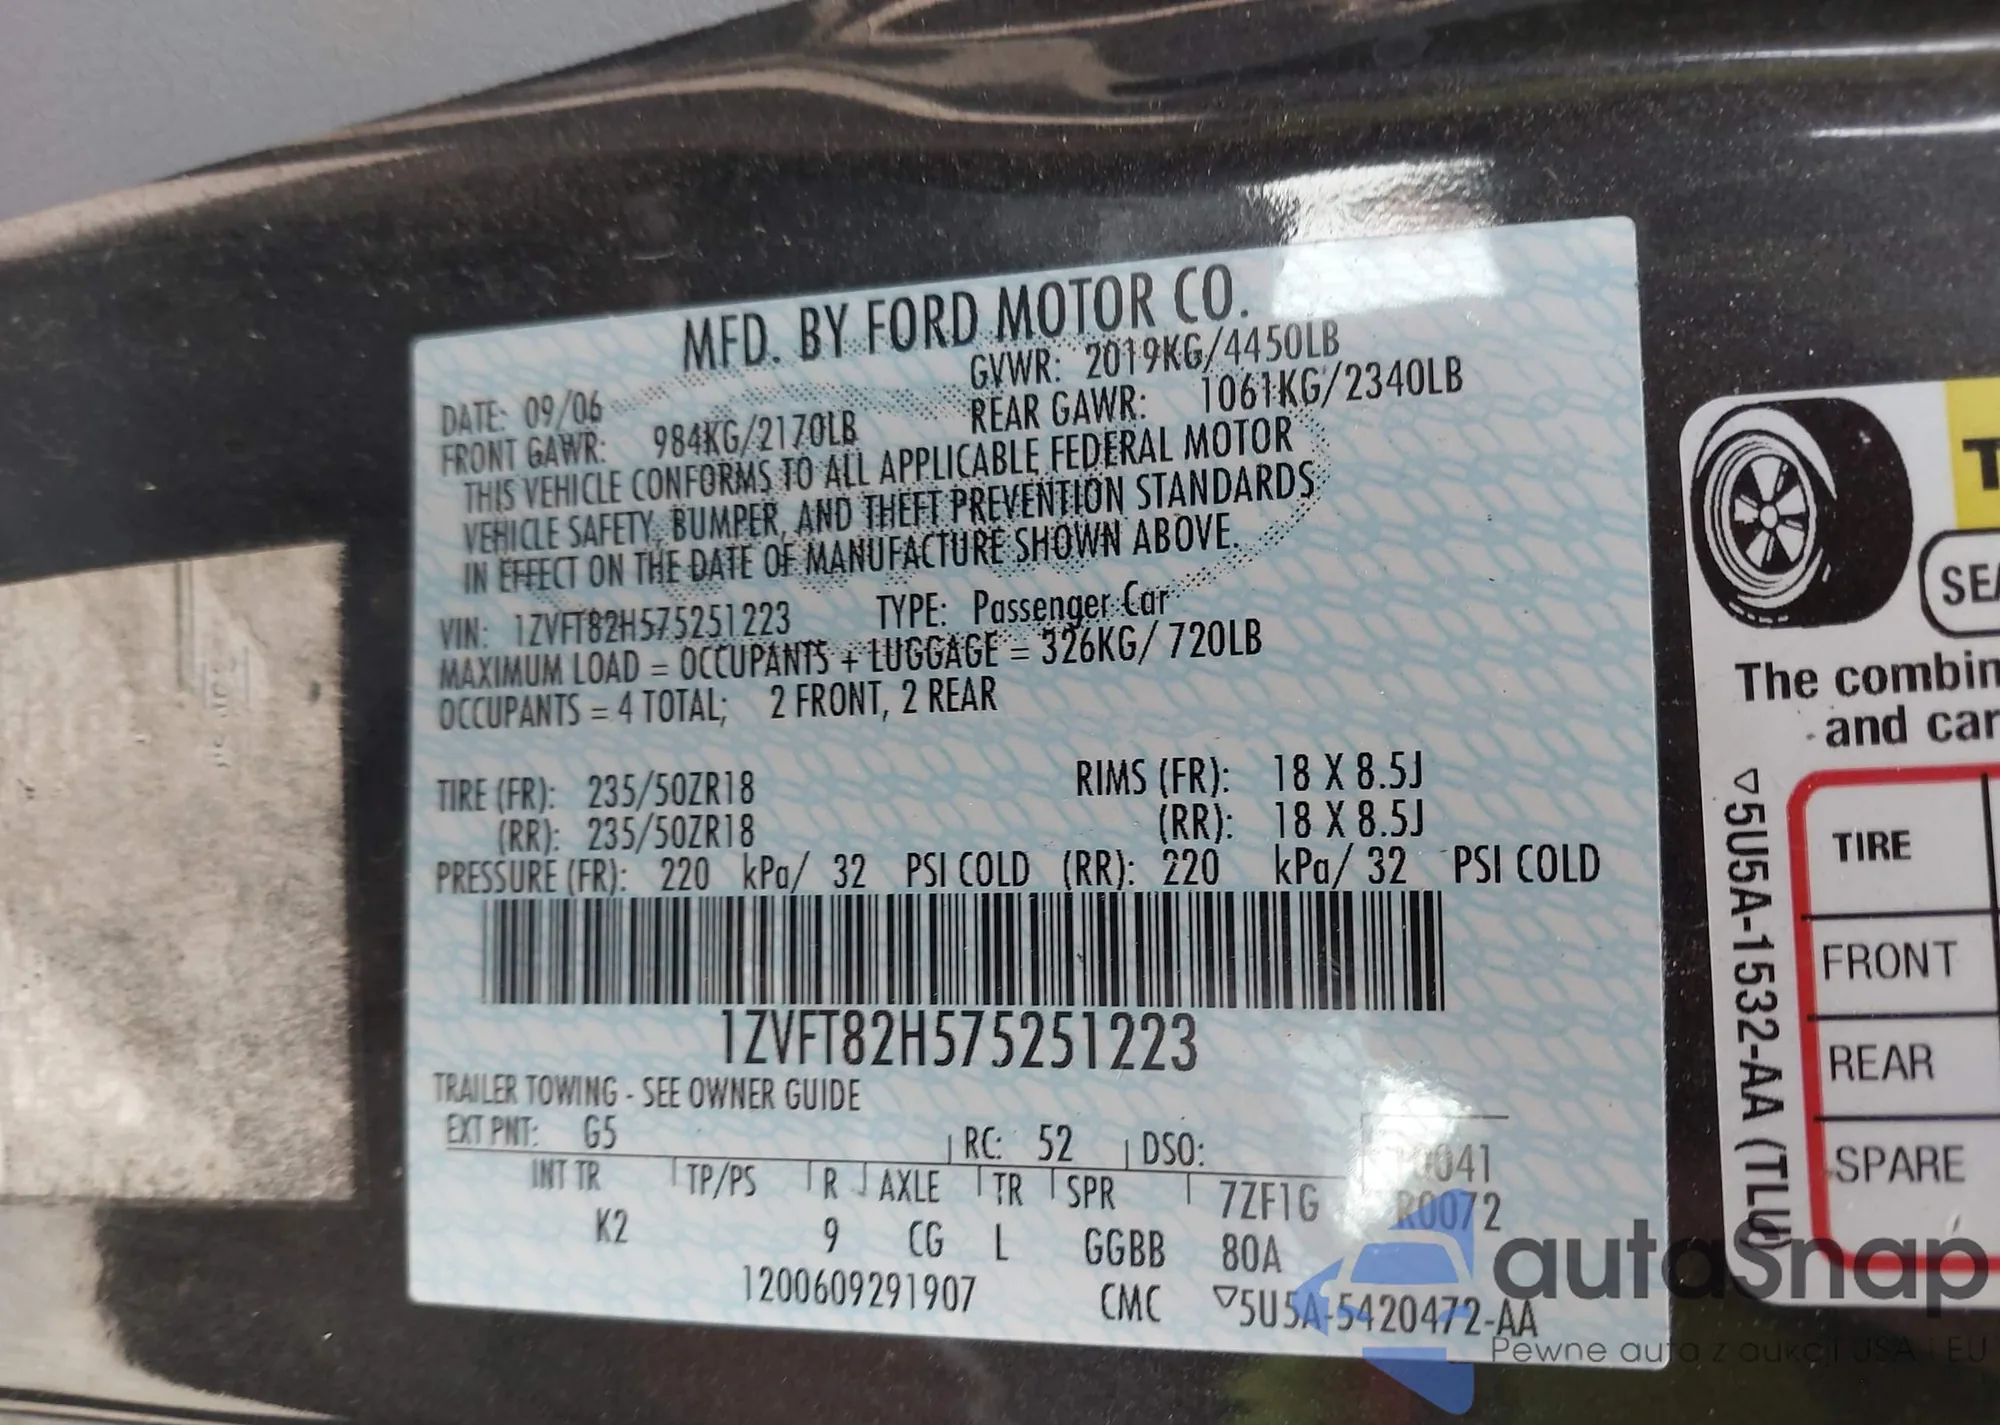 MFD. BY FORD MOTOR CO.
DATE: 09/06 GVWR: 2019KG/4450LB
FRONT GAWR: 984KG/2170LB REAR GAWR: 1061KG/2340LB
THIS VEHICLE CONFORMS TO ALL APPLICABLE FEDERAL MOTOR
VEHICLE SAFETY, BUMPER, AND THEFT PREVENTION STANDARDS
IN EFFECT ON THE DATE OF MANUFACTURE SHOWN ABOVE.
VIN: 1ZVFT82H575251223 TYPE: Passenger Car
MAXIMUM LOAD = OCCUPANTS + LUGGAGE = 326KG/ 720LB
OCCUPANTS = 4 TOTAL; 2 FRONT, 2 REAR
TIRE (FR): 235/50ZR18 RIMS (FR): 18 X 8.5J
(RR): 235/50ZR18 (RR): 18 X 8.5J
PRESSURE (FR): 220 kPa/ 32 PSI COLD (RR): 220 kPa/ 32 PSI COLD
1ZVFT82H575251223
TRAILER TOWING - SEE OWNER GUIDE
EXT PNT: G5 RC: 52 DSO:
0041
INT TR TP/PS R AXLE TR SPR 7ZF1G R0072
K2 9 CG L GGBB 80A
1200609291907 CMC ▽5U5A-5420472-AA
T
SEA
The combin
and car
▽5U5A-1532-AA (TLU)
TIRE
FRONT
REAR
SPARE
autaSnap
Pewne auta z aukcji USA i EU